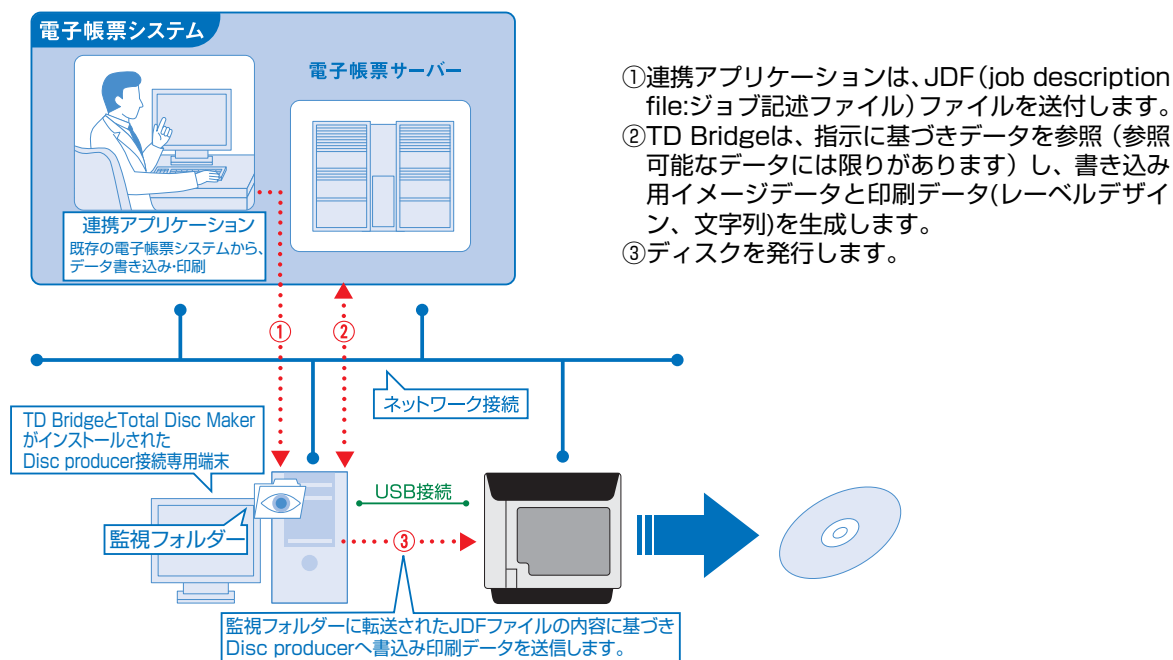 電子帳票システム
電子帳票サーバー
連携アプリケーション
既存の電子帳票システムから、
データ書き込み・印刷
①連携アプリケーションは、JDF(job description
file:ジョブ記述ファイル)ファイルを送付します。
②TD Bridgeは、指示に基づきデータを参照(参照
可能なデータには限りがあります)し、書き込み
用イメージデータと印刷データ(レーベルデザイ
ン、文字列)を生成します。
③ディスクを発行します。
①
②
ネットワーク接続
TD BridgeとTotal Disc Maker
がインストールされた
Disc producer接続専用端末
USB接続
監視フォルダー
③
監視フォルダーに転送されたJDFファイルの内容に基づき
Disc producerへ書込み印刷データを送信します。